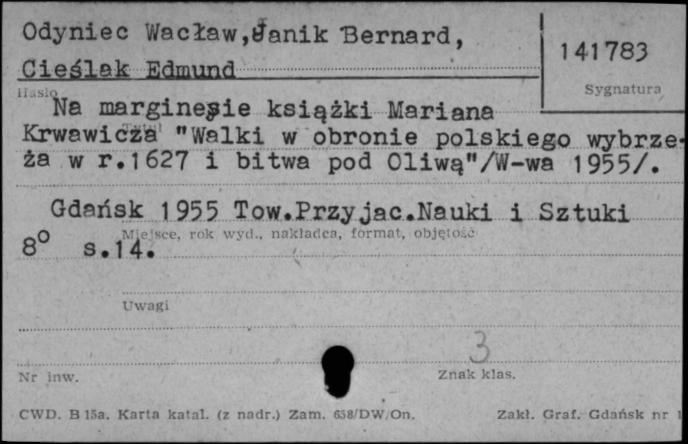 Odyniec Wacław, Janik Bernard,
Cieślak Edmund
141783
Sygnatura
Hasło
Na marginesie książki Mariana
Krwawicza "Walki w obronie polskiego wybrze-
ża w r.1627 i bitwa pod Oliwą"/W-wa 1955/.
Gdańsk 1955 Tow.Przyjac.Nauki i Sztuki
Miejsce, rok wyd., nakładca, format, objętość
8° s.14.
Uwagi
3
Nr inw.
Znak klas.
CWD. B 15a. Karta katal. (z nadr.) Zam. 658/DW/On.
Zakł. Graf. Gdańsk nr 1